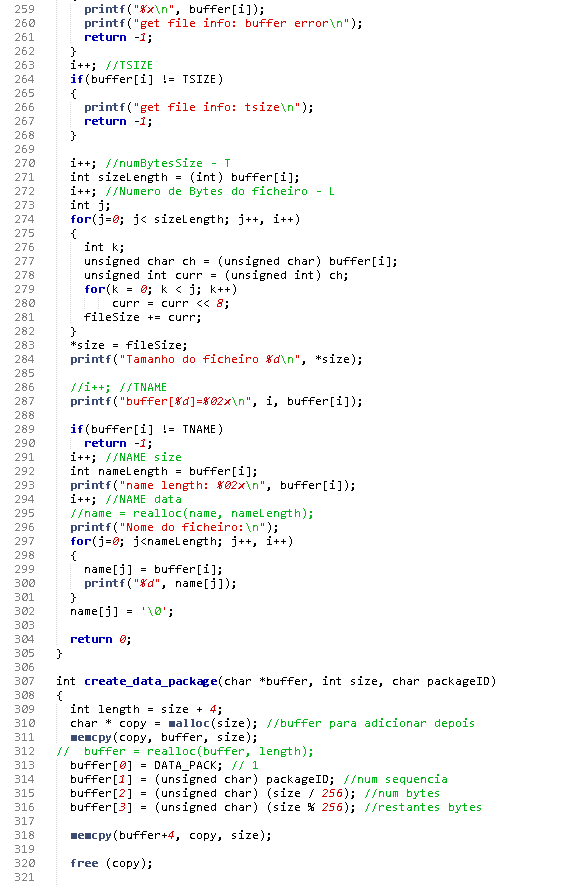 259 printf("%x\n", buffer[i]);
260 printf("get file info: buffer error\n");
261 return -1;
262 }
263 i++; //TSIZE
264 if(buffer[i] != TSIZE)
265 {
266 printf("get file info: tsize\n");
267 return -1;
268 }
269
270 i++; //numBytesSize - T
271 int sizeLength = (int) buffer[i];
272 i++; //Numero de Bytes do ficheiro - L
273 int j;
274 for(j=0; j< sizeLength; j++, i++)
275 {
276 int k;
277 unsigned char ch = (unsigned char) buffer[i];
278 unsigned int curr = (unsigned int) ch;
279 for(k = 0; k < j; k++)
280 curr = curr << 8;
281 fileSize += curr;
282 }
283 *size = fileSize;
284 printf("Tamanho do ficheiro %d\n", *size);
285
286 //i++; //TNAME
287 printf("buffer[%d]=%02x\n", i, buffer[i]);
288
289 if(buffer[i] != TNAME)
290 return -1;
291 i++; //NAME size
292 int nameLength = buffer[i];
293 printf("name length: %02x\n", buffer[i]);
294 i++; //NAME data
295 //name = realloc(name, nameLength);
296 printf("Nome do ficheiro:\n");
297 for(j=0; j<nameLength; j++, i++)
298 {
299 name[j] = buffer[i];
300 printf("%d", name[j]);
301 }
302 name[j] = '\0';
303
304 return 0;
305 }
306
307 int create_data_package(char *buffer, int size, char packageID)
308 {
309 int length = size + 4;
310 char * copy = malloc(size); //buffer para adicionar depois
311 memcpy(copy, buffer, size);
312 // buffer = realloc(buffer, length);
313 buffer[0] = DATA_PACK; // 1
314 buffer[1] = (unsigned char) packageID; //num sequencia
315 buffer[2] = (unsigned char) (size / 256); //num bytes
316 buffer[3] = (unsigned char) (size % 256); //restantes bytes
317
318 memcpy(buffer+4, copy, size);
319
320 free (copy);
321